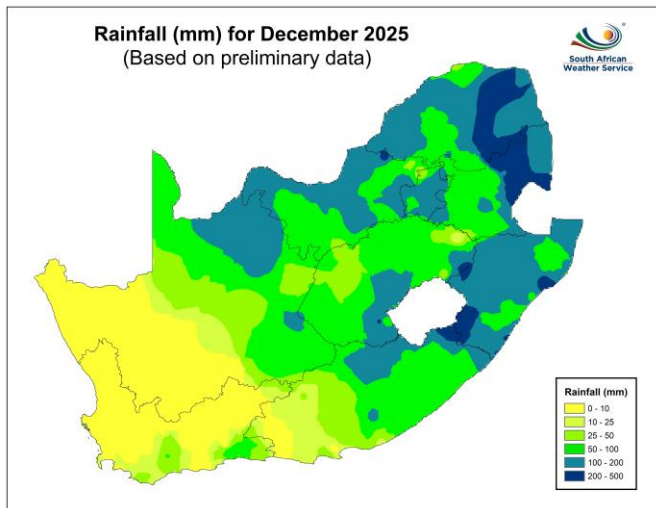 Rainfall (mm) for December 2025
(Based on preliminary data)
South African
Weather Service
Rainfall (mm)
0 - 10
10 - 25
25 - 50
50 - 100
100 - 200
200 - 500